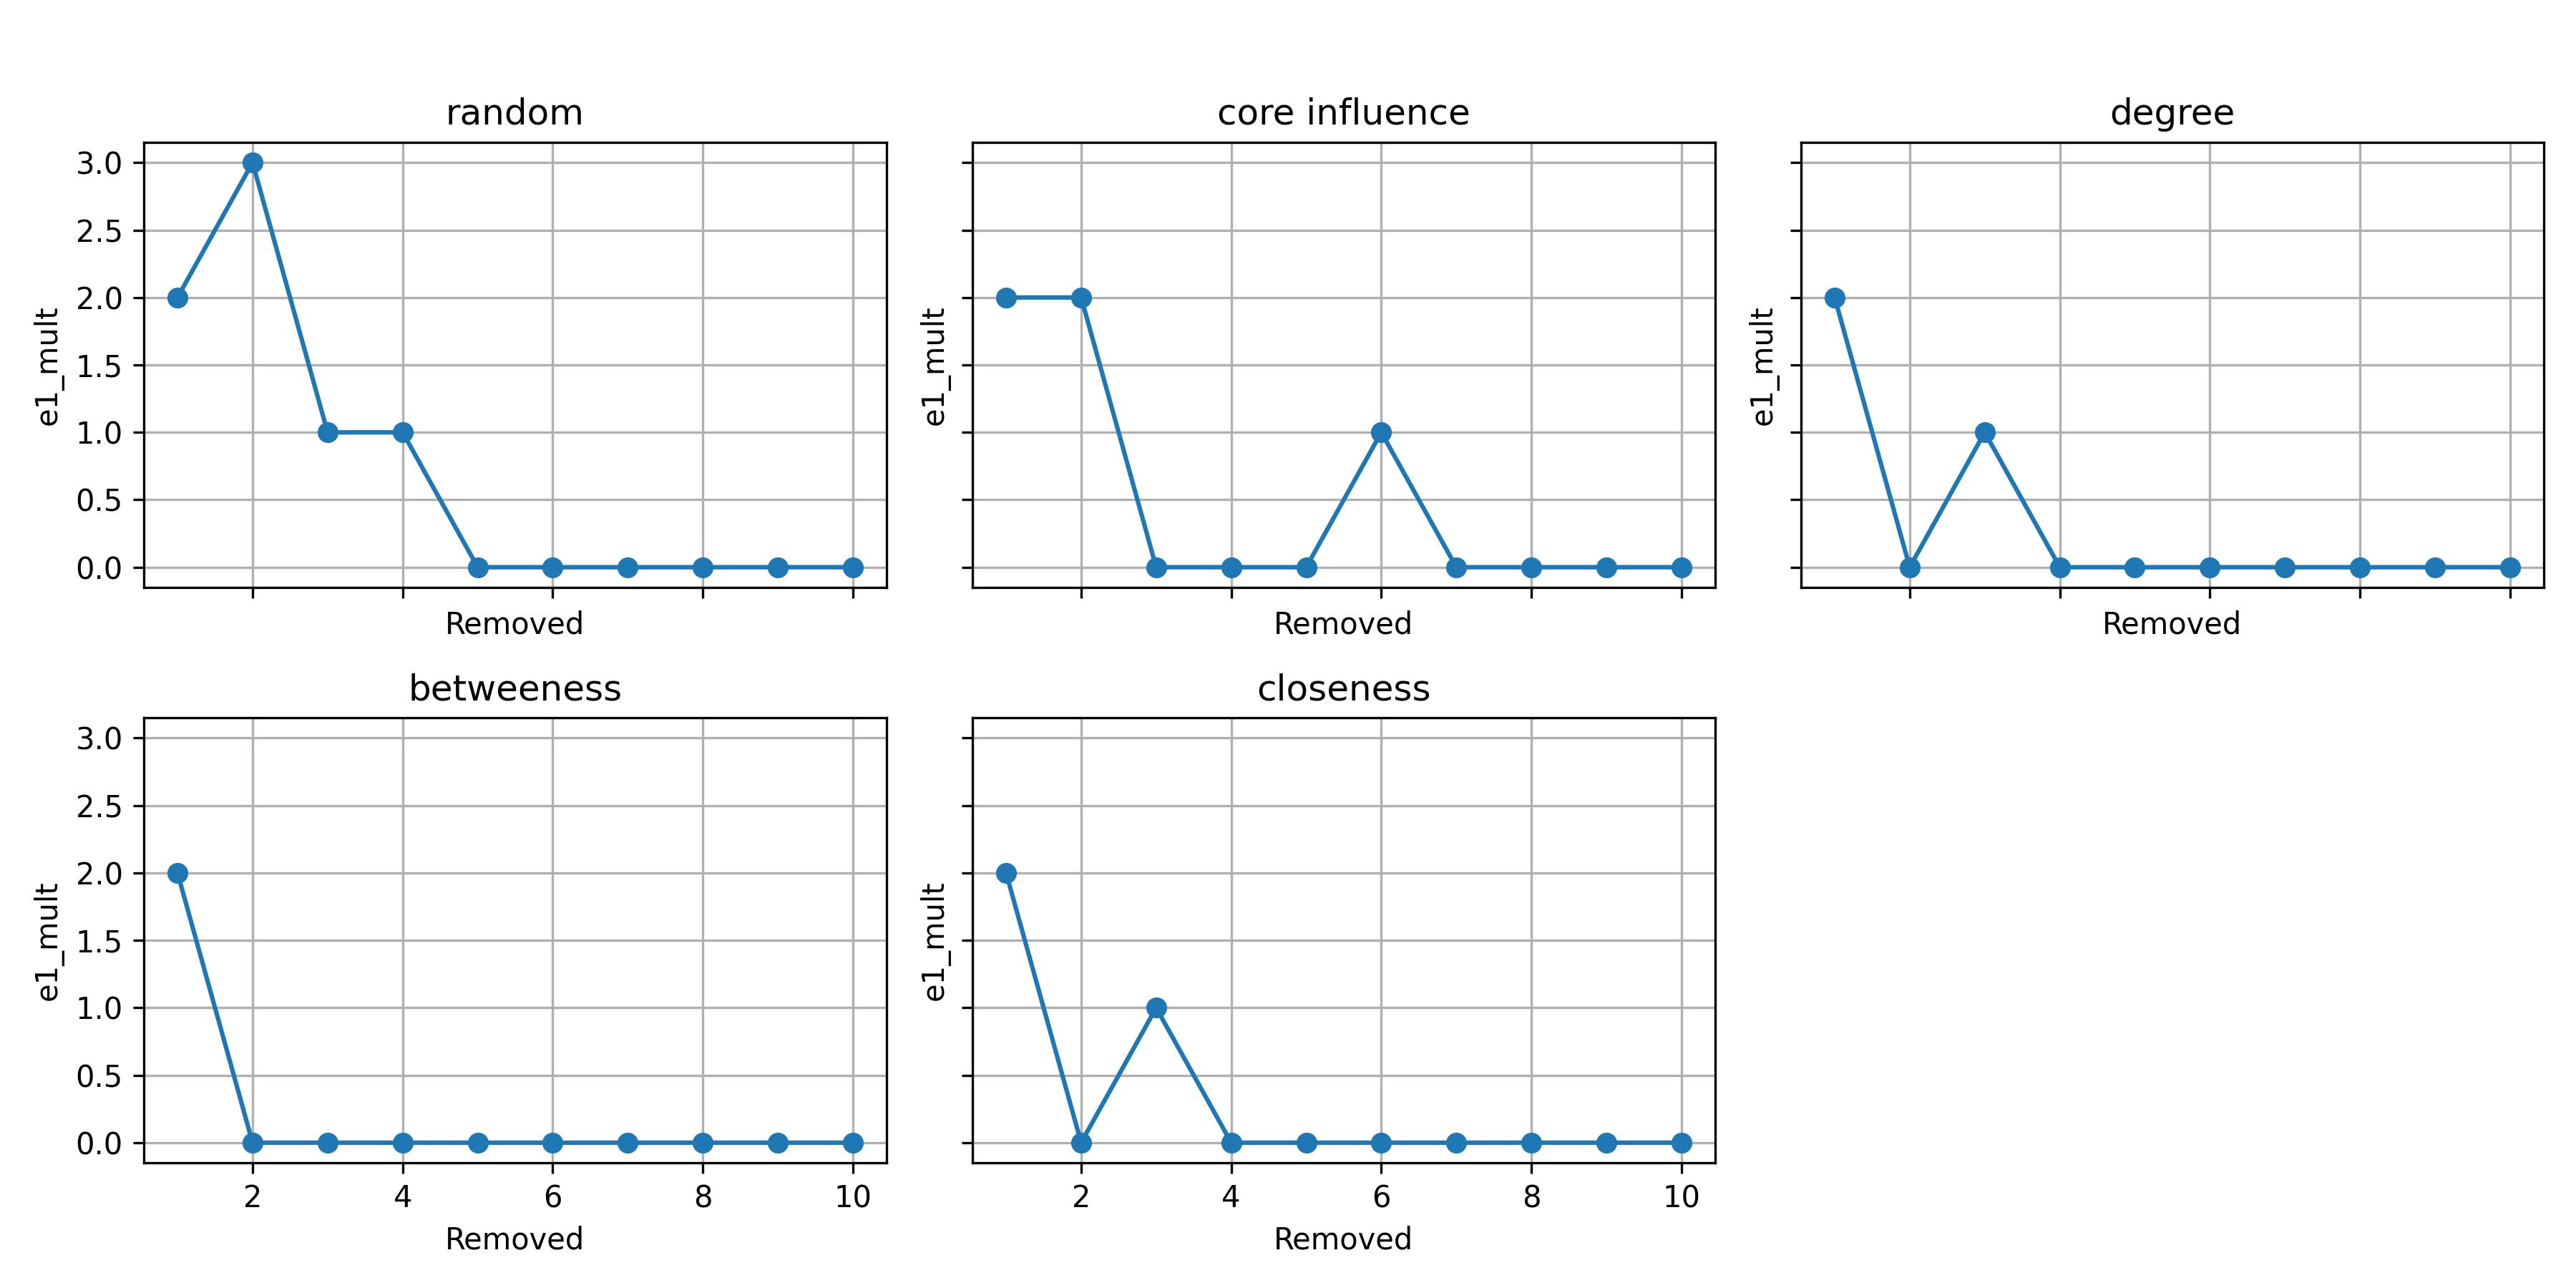 random
3.0
2.5
2.0
1.5
1.0
0.5
0.0
e1_mult
Removed
core influence
e1_mult
Removed
degree
e1_mult
Removed
betweeness
3.0
2.5
2.0
1.5
1.0
0.5
0.0
e1_mult
2 4 6 8 10
Removed
closeness
e1_mult
2 4 6 8 10
Removed